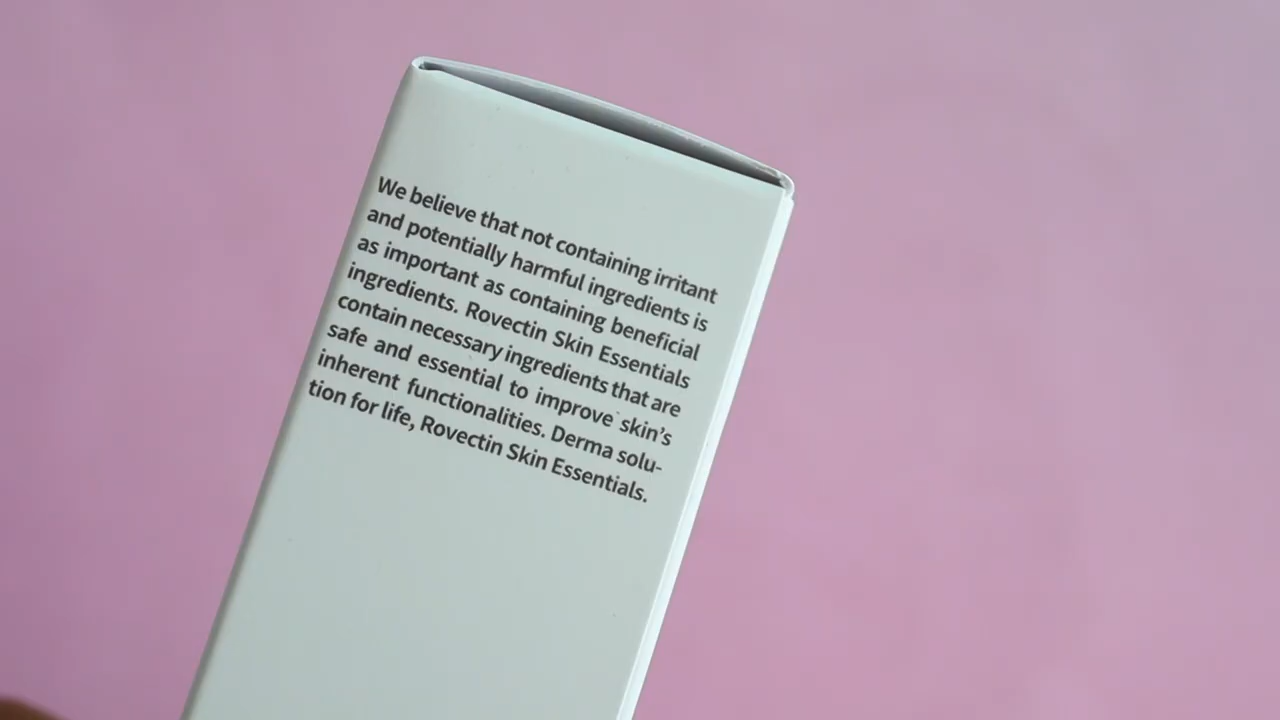 We believe that not containing irritant
and potentially harmful ingredients is
as important as containing beneficial
ingredients. Rovectin Skin Essentials
contain necessary ingredients that are
safe and essential to improve skin's
inherent functionalities. Derma solu-
tion for life, Rovectin Skin Essentials.